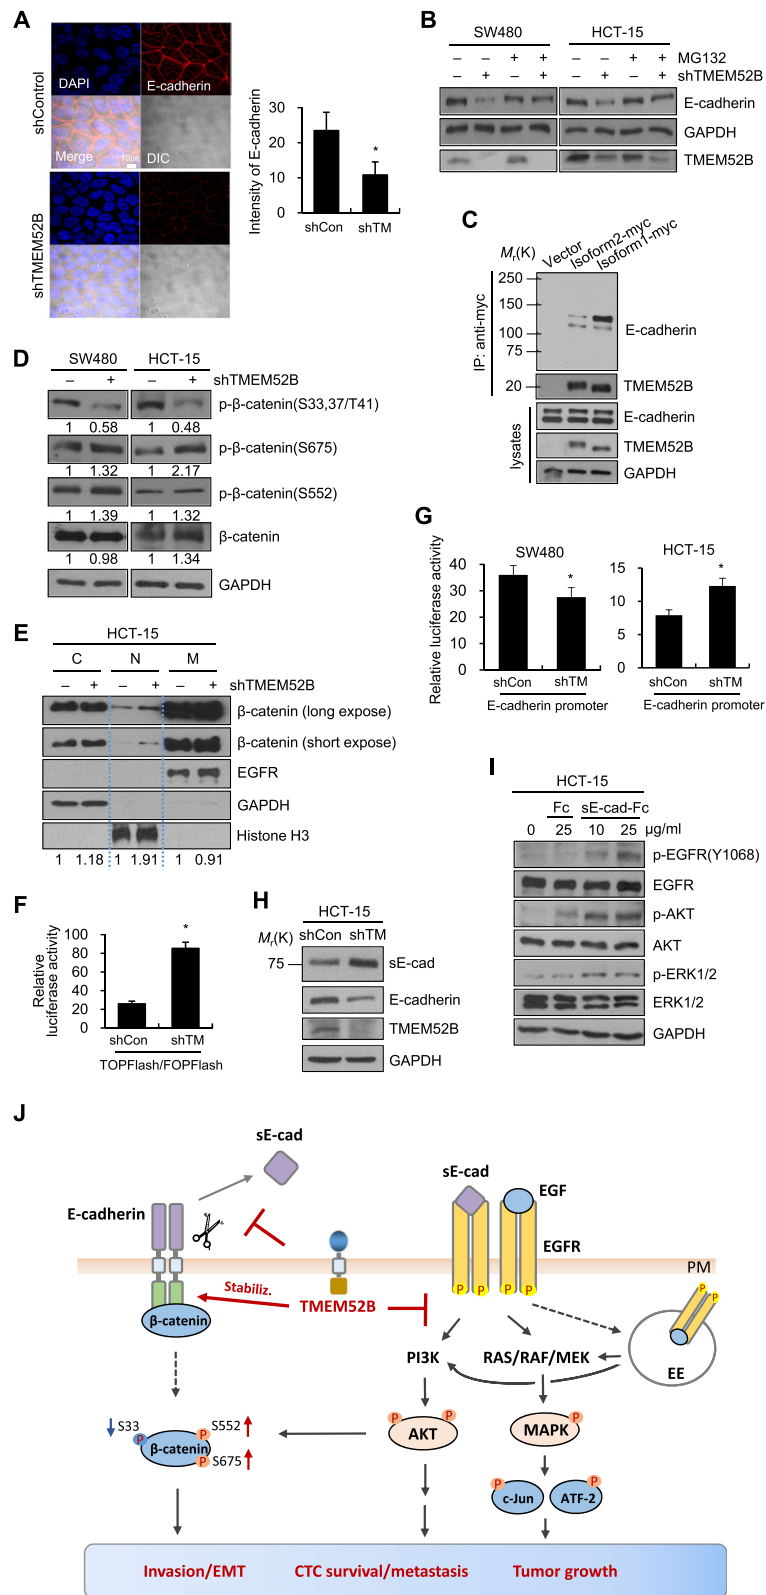 A
DAPI
E-cadherin
Merge
10μm
DIC
shControl
shTMEM52B
Intensity of E-cadherin
30
20
10
0
*
shCon shTM
B
SW480 HCT-15
– – + + – – + + MG132
– + – + – + – + shTMEM52B
E-cadherin
GAPDH
TMEM52B
C
Mr(K)
Vector
Isoform2-myc
Isoform1-myc
IP: anti-myc
250
150
100
75
20
E-cadherin
TMEM52B
lysates
E-cadherin
TMEM52B
GAPDH
D
SW480 HCT-15
– + – + shTMEM52B
p-β-catenin(S33,37/T41)
1 0.58 1 0.48
p-β-catenin(S675)
1 1.32 1 2.17
p-β-catenin(S552)
1 1.39 1 1.32
β-catenin
1 0.98 1 1.34
GAPDH
E
HCT-15
C N M
– + – + – + shTMEM52B
β-catenin (long expose)
β-catenin (short expose)
EGFR
GAPDH
Histone H3
1 1.18 1 1.91 1 0.91
F
Relative luciferase activity
100
80
60
40
20
0
*
shCon shTM
TOPFlash/FOPFlash
G
Relative luciferase activity
SW480
40
30
20
10
0
*
shCon shTM
E-cadherin promoter
HCT-15
15
10
5
0
*
shCon shTM
E-cadherin promoter
H
HCT-15
Mr(K) shCon shTM
75
sE-cad
E-cadherin
TMEM52B
GAPDH
I
HCT-15
Fc sE-cad-Fc
0 25 10 25 μg/ml
p-EGFR(Y1068)
EGFR
p-AKT
AKT
p-ERK1/2
ERK1/2
GAPDH
J
sE-cad
E-cadherin
sE-cad
EGF
EGFR
PM
Stabiliz.
TMEM52B
β-catenin
P P P P
P P
EE
PI3K
RAS/RAF/MEK
S33
P
β-catenin
P
S552
P
S675
P P
AKT
MAPK
P
P
c-Jun
P
ATF-2
Invasion/EMT CTC survival/metastasis Tumor growth